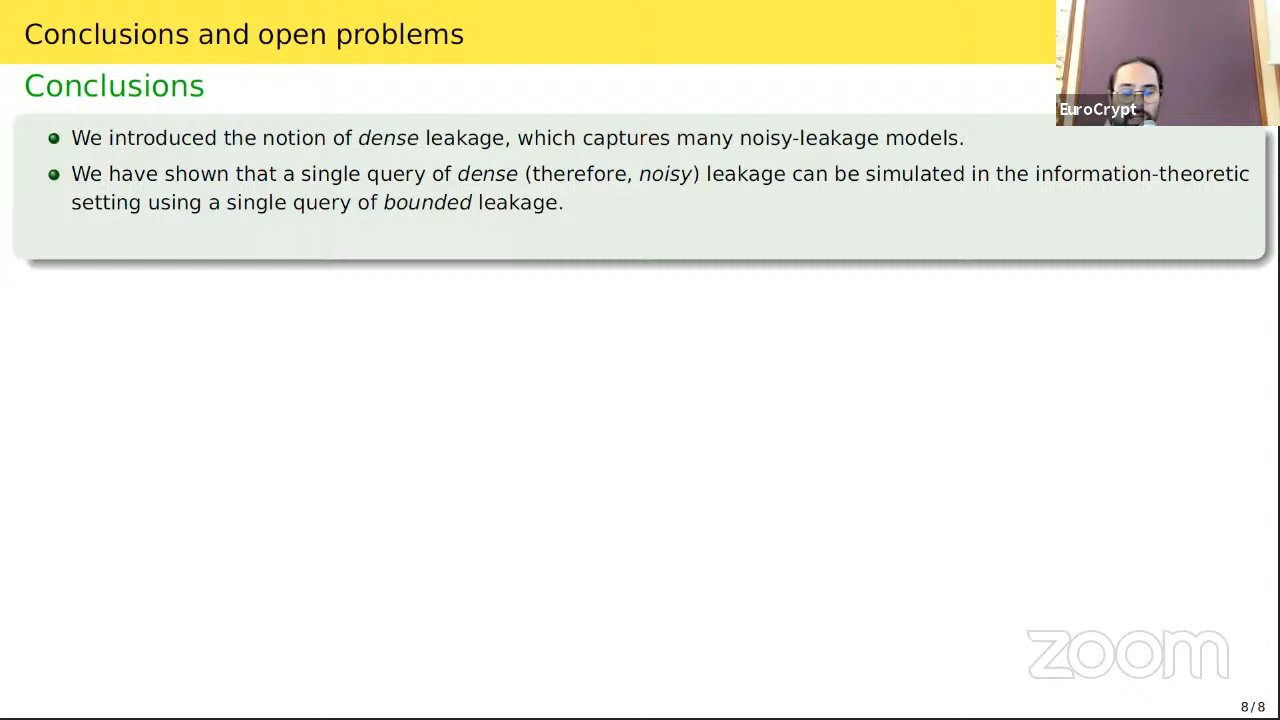 Conclusions and open problems
EuroCrypt
Conclusions
We introduced the notion of dense leakage, which captures many noisy-leakage models.
We have shown that a single query of dense (therefore, noisy) leakage can be simulated in the information-theoretic
setting using a single query of bounded leakage.
zoom
8/8